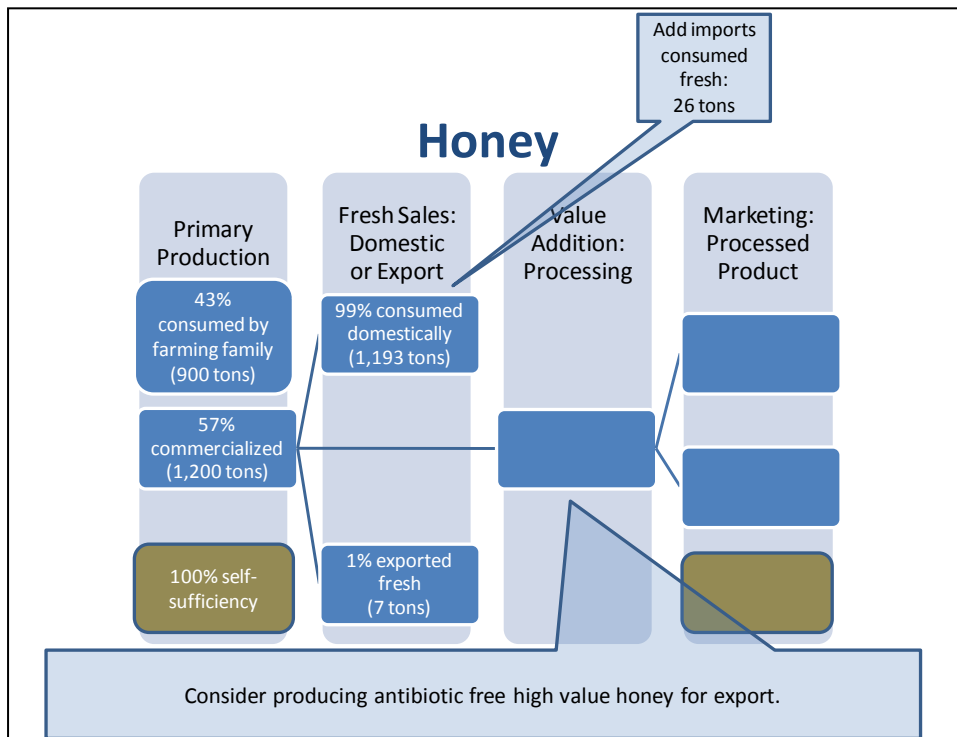 Add imports
consumed
fresh:
26 tons
Honey
Primary
Production
43%
consumed by
farming family
(900 tons)
57%
commercialized
(1,200 tons)
100% self-
sufficiency
Fresh Sales:
Domestic
or Export
99% consumed
domestically
(1,193 tons)
1% exported
fresh
(7 tons)
Value
Addition:
Processing
Marketing:
Processed
Product
Consider producing antibiotic free high value honey for export.